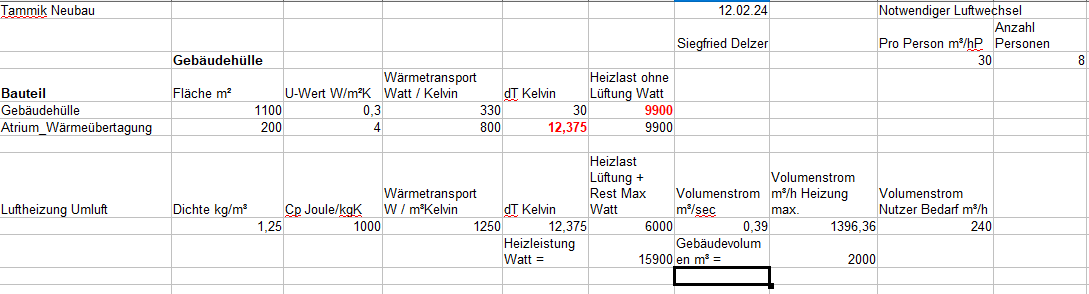 Tammik Neubau 12.02.24 Notwendiger Luftwechsel
Siegfried Delzer Pro Person m³/hP Anzahl Personen
Gebäudehülle 30 8
Bauteil Fläche m² U-Wert W/m²K Wärmetransport Watt / Kelvin dT Kelvin Heizlast ohne Lüftung Watt
Gebäudehülle 1100 0,3 330 30 9900
Atrium_Wärmeübertagung 200 4 800 12,375 9900
Luftheizung Umluft Dichte kg/m³ Cp Joule/kgK Wärmetransport W / m³Kelvin dT Kelvin Heizlast Lüftung + Rest Max Watt Volumenstrom m³/sec Volumenstrom m³/h Heizung max. Volumenstrom Nutzer Bedarf m³/h
1,25 1000 1250 12,375 6000 0,39 1396,36 240
Heizleistung Watt = 15900 Gebäudevolum en m³ = 2000